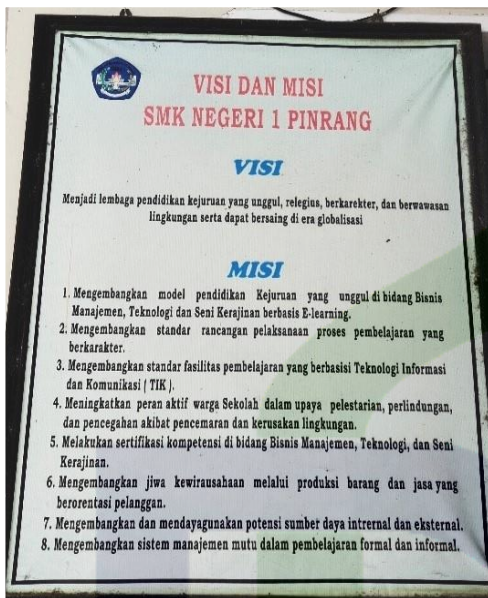 VISI DAN MISI
SMK NEGERI 1 PINRANG
VISI
Menjadi lembaga pendidikan kejuruan yang unggul, relegius, berkarekter, dan berwawasan
lingkungan serta dapat bersaing di era globalisasi
MISI
1. Mengembangkan model pendidikan Kejuruan yang unggul di bidang Bisnis
Manajemen, Teknologi dan Seni Kerajinan berbasis E-learning.
2. Mengembangkan standar rancangan pelaksanaan proses pembelajaran yang
berkarakter.
3. Mengembangkan standar fasilitas pembelajaran yang berbasisi Teknologi Informasi
dan Komunikasi ( TIK ).
4. Meningkatkan peran aktif warga Sekolah dalam upaya pelestarian, perlindungan,
dan pencegahan akibat pencemaran dan kerusakan lingkungan.
5. Melakukan sertifikasi kompetensi di bidang Bisnis Manajemen, Teknologi, dan Seni
Kerajinan.
6. Mengembangkan jiwa kewirausahaan melalui produksi barang dan jasa yang
berorentasi pelanggan.
7. Mengembangkan dan mendayagunakan potensi sumber daya intrernal dan eksternal.
8. Mengembangkan sistem manajemen mutu dalam pembelajaran formal dan informal.